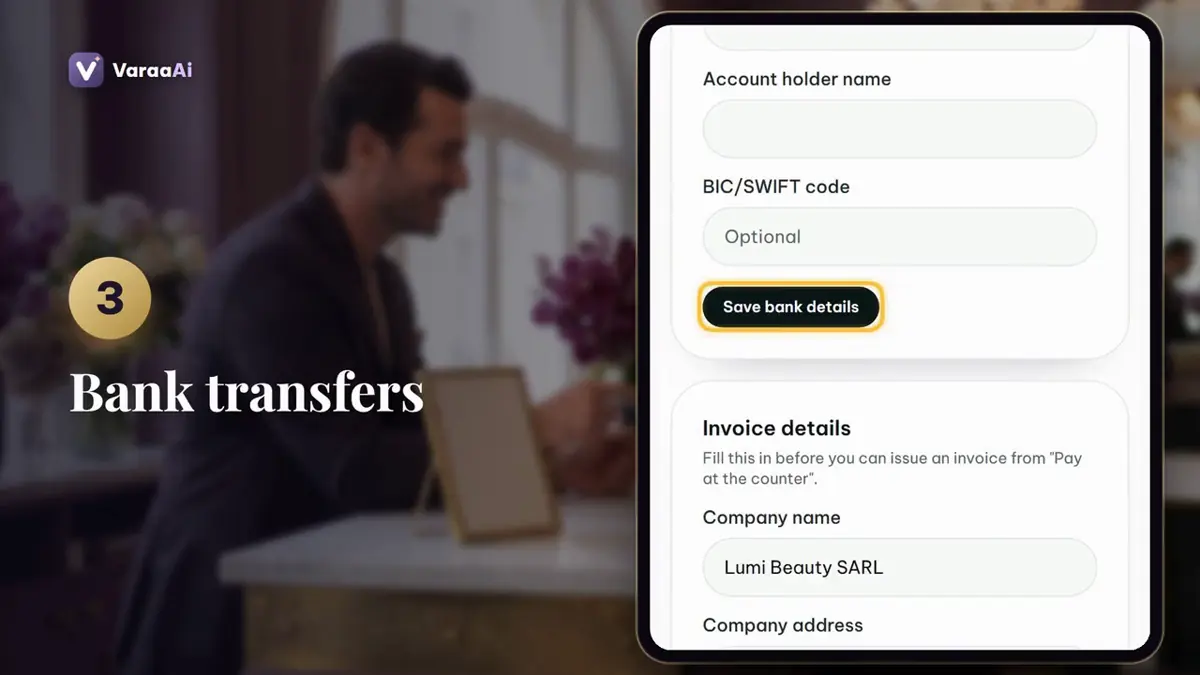 VaraaAi
3
Bank transfers
Account holder name
BIC/SWIFT code
Optional
Save bank details
Invoice details
Fill this in before you can issue an invoice from "Pay
at the counter".
Company name
Lumi Beauty SARL
Company address